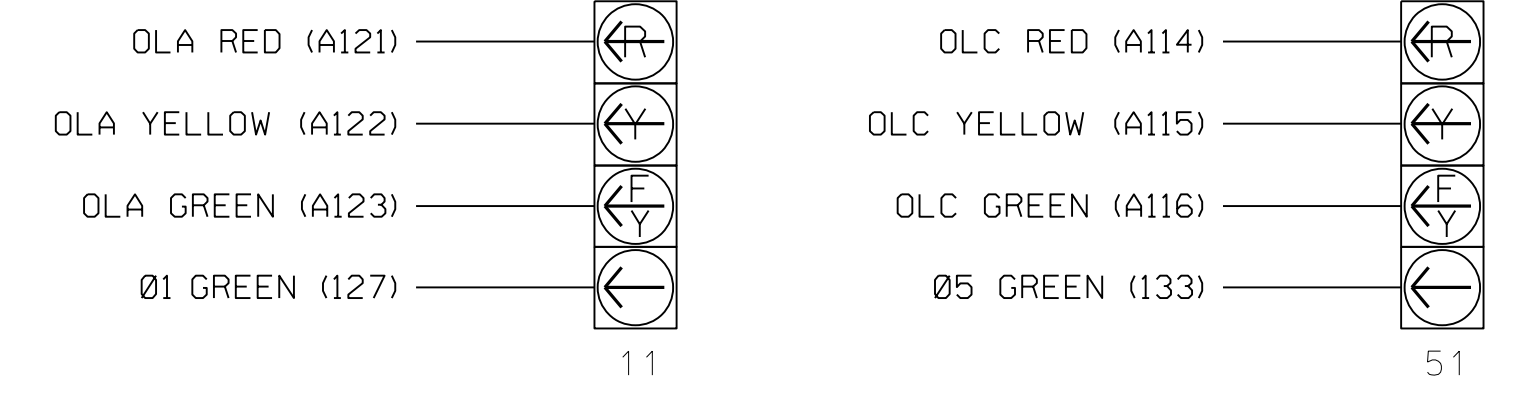 OLA RED (A121)
R
OLA YELLOW (A122)
Y
OLA GREEN (A123)
F
Y
Ø1 GREEN (127)
11
OLC RED (A114)
R
OLC YELLOW (A115)
Y
OLC GREEN (A116)
F
Y
Ø5 GREEN (133)
51